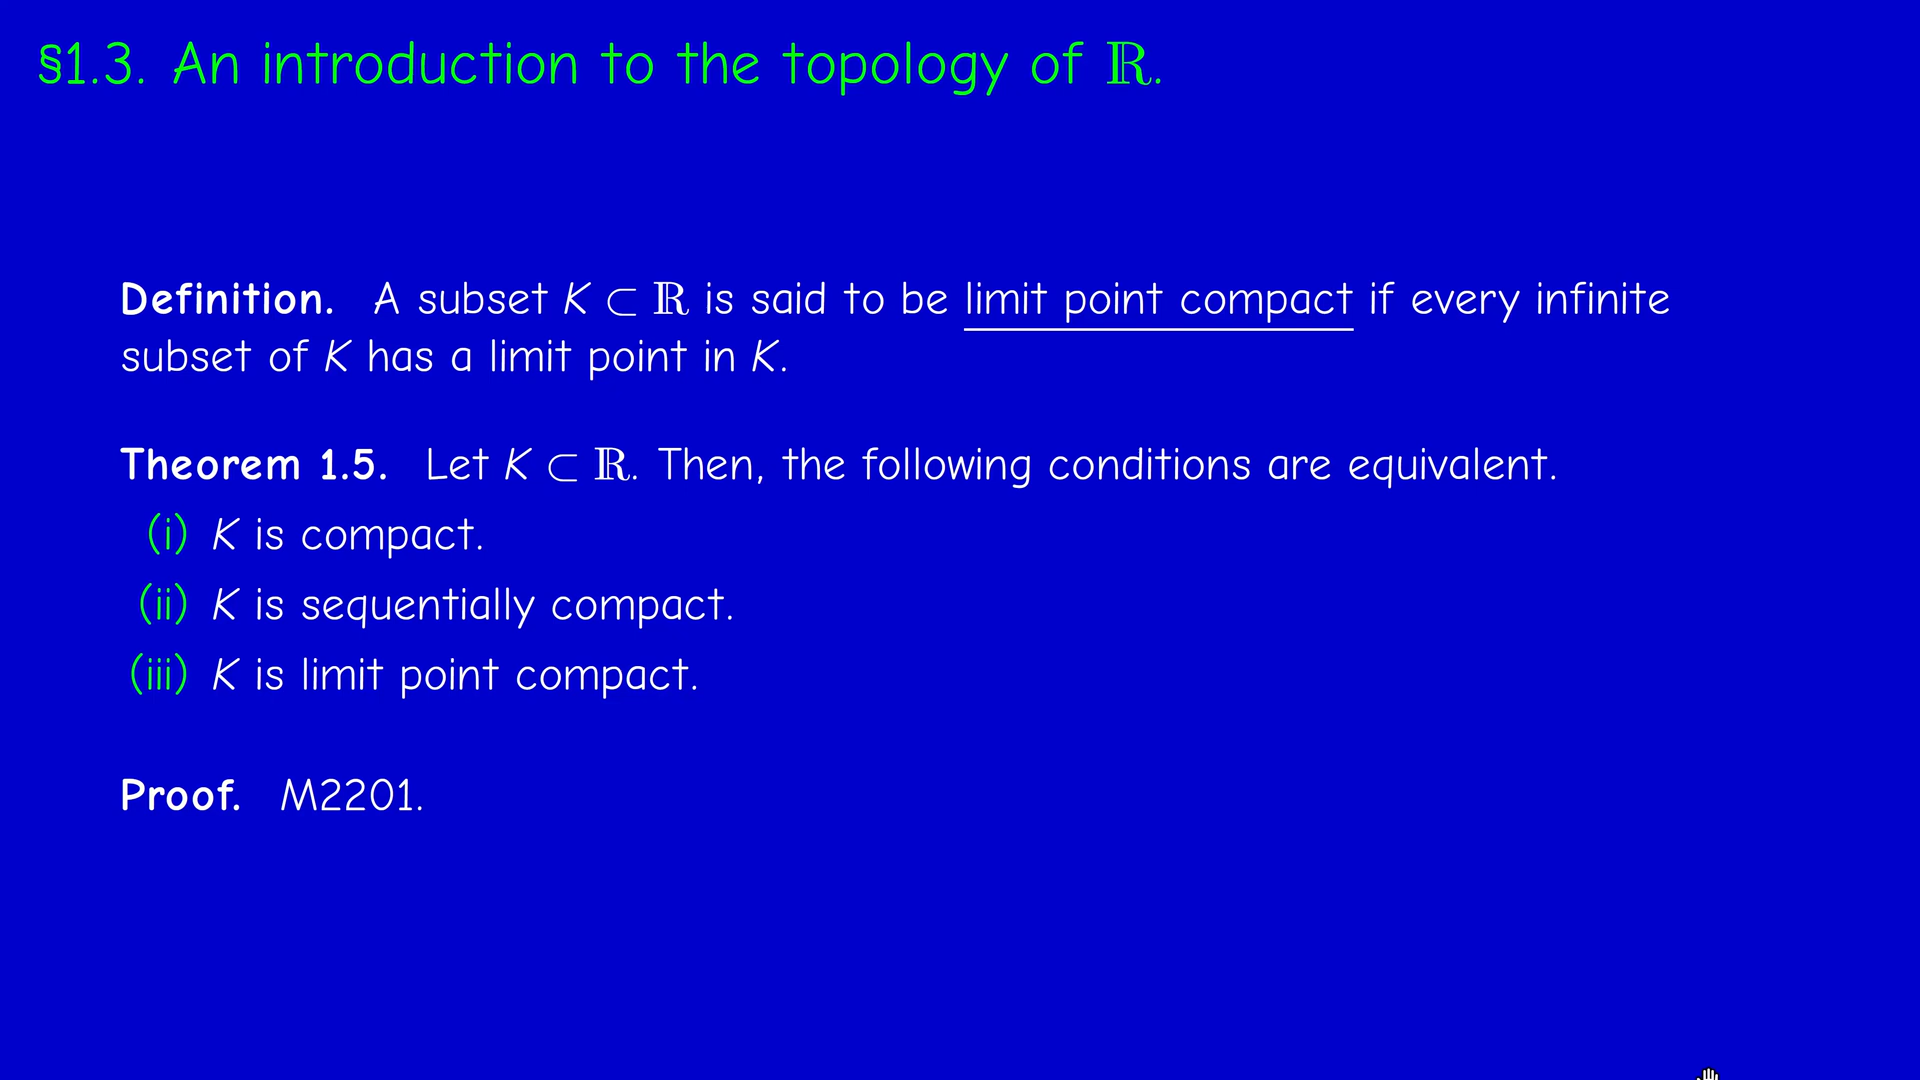 §1.3. An introduction to the topology of ℝ.
Definition. A subset K ⊂ ℝ is said to be limit point compact if every infinite
subset of K has a limit point in K.
Theorem 1.5. Let K ⊂ ℝ. Then, the following conditions are equivalent.
(i) K is compact.
(ii) K is sequentially compact.
(iii) K is limit point compact.
Proof. M2201.